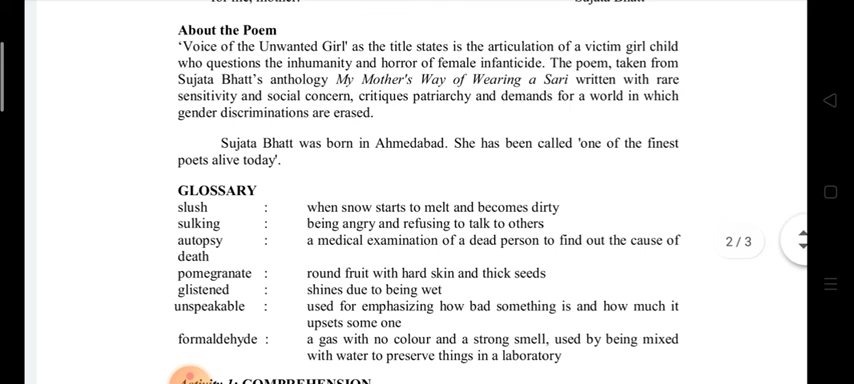 About the Poem
‘Voice of the Unwanted Girl' as the title states is the articulation of a victim girl child
who questions the inhumanity and horror of female infanticide. The poem, taken from
Sujata Bhatt’s anthology My Mother's Way of Wearing a Sari written with rare
sensitivity and social concern, critiques patriarchy and demands for a world in which
gender discriminations are erased.
Sujata Bhatt was born in Ahmedabad. She has been called 'one of the finest
poets alive today'.
GLOSSARY
slush : when snow starts to melt and becomes dirty
sulking : being angry and refusing to talk to others
autopsy : a medical examination of a dead person to find out the cause of
death
pomegranate : round fruit with hard skin and thick seeds
glistened : shines due to being wet
unspeakable : used for emphasizing how bad something is and how much it
upsets some one
formaldehyde : a gas with no colour and a strong smell, used by being mixed
with water to preserve things in a laboratory
2 / 3